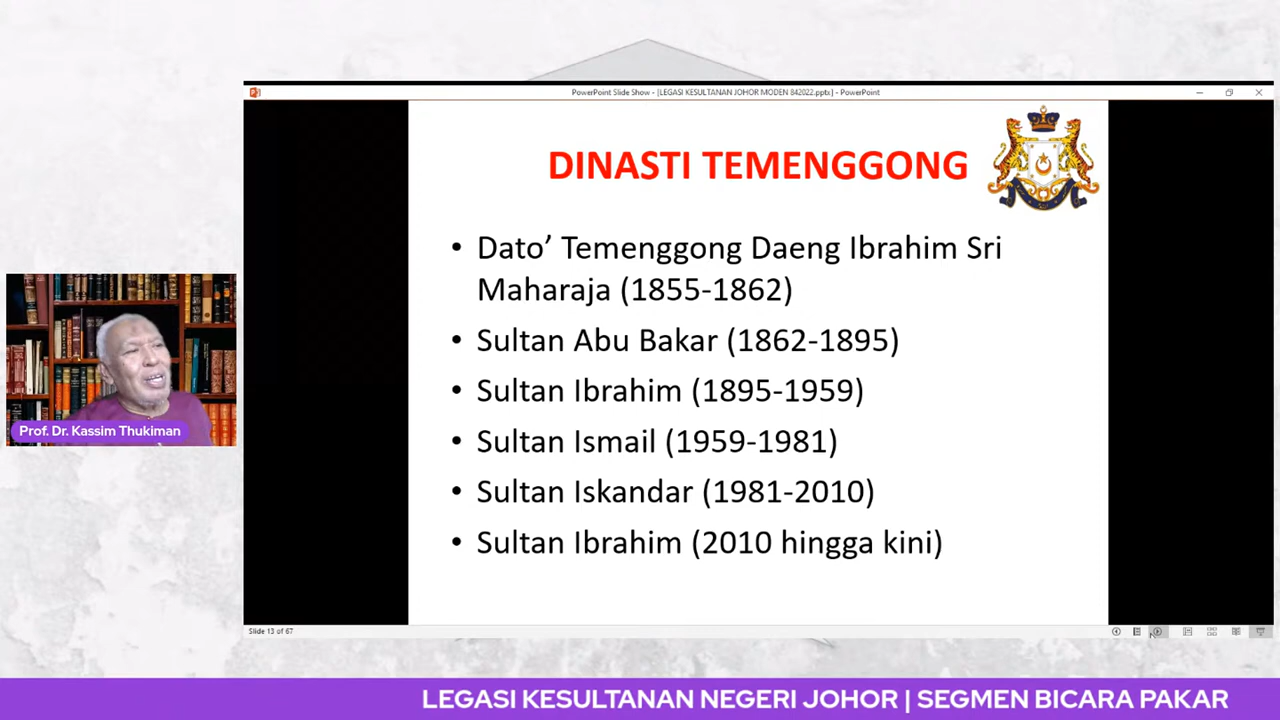 PowerPoint Slide Show - [LEGASI KESULTANAN JOHOR MODEN 842022.pptx] - PowerPoint
DINASTI TEMENGGONG
• Dato’ Temenggong Daeng Ibrahim Sri
Maharaja (1855-1862)
• Sultan Abu Bakar (1862-1895)
• Sultan Ibrahim (1895-1959)
• Sultan Ismail (1959-1981)
• Sultan Iskandar (1981-2010)
• Sultan Ibrahim (2010 hingga kini)
Prof. Dr. Kassim Thukiman
Slide 13 of 67
LEGASI KESULTANAN NEGERI JOHOR | SEGMEN BICARA PAKAR